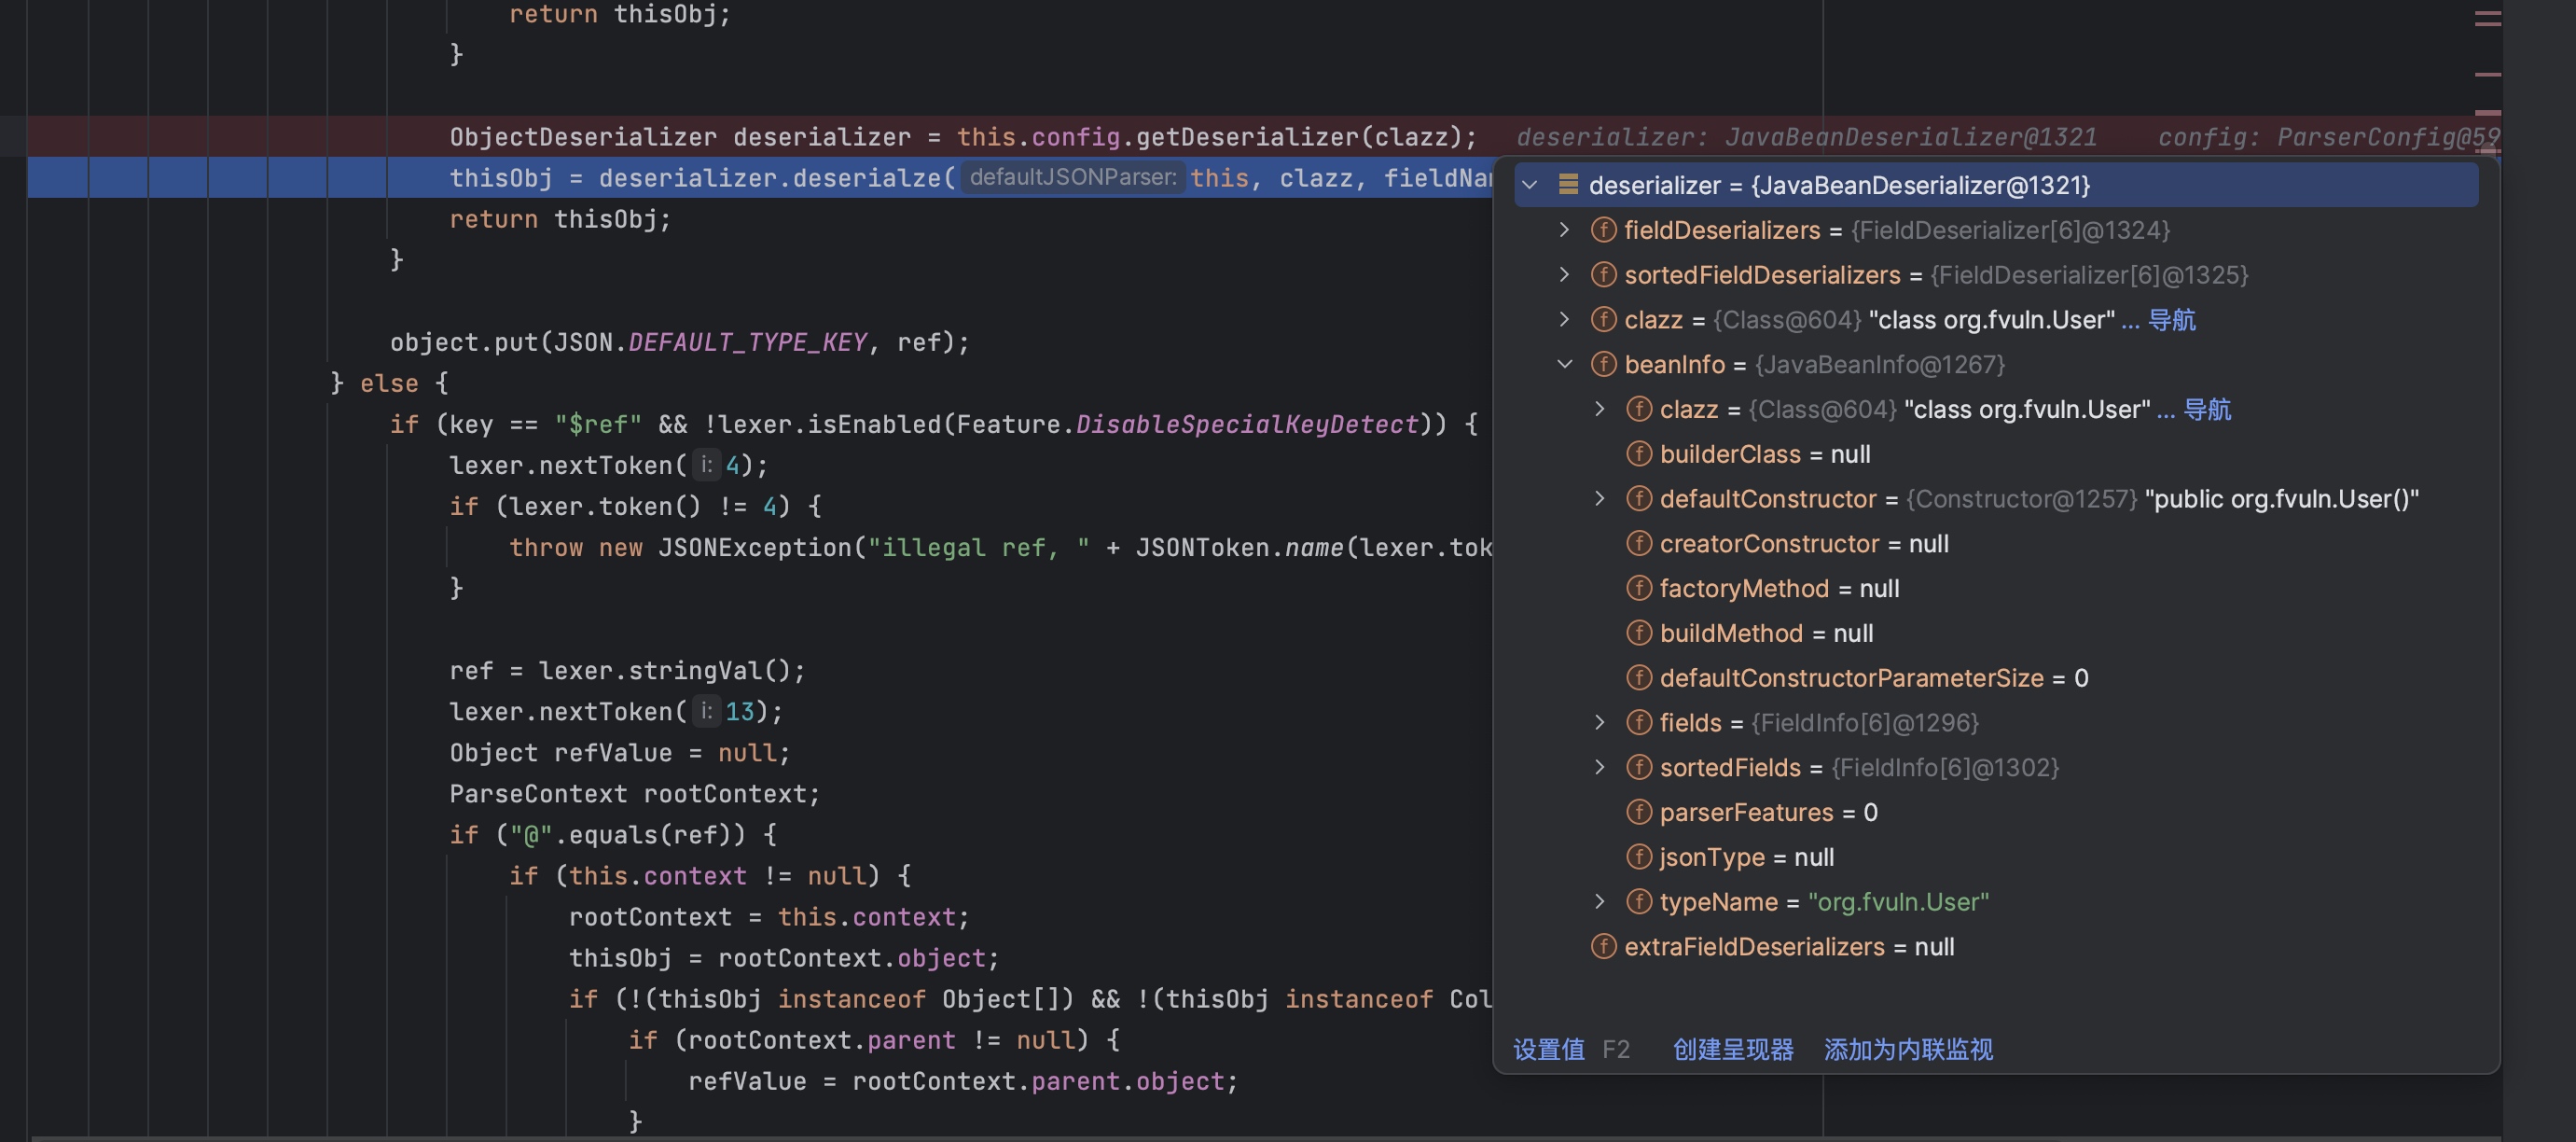 return thisObj;
}
ObjectDeserializer deserializer = this.config.getDeserializer(clazz); deserializer: JavaBeanDeserializer@1321 config: ParserConfig@59
thisObj = deserializer.deserialze( defaultJSONParser: this, clazz, fieldNa
return thisObj;
}
object.put(JSON.DEFAULT_TYPE_KEY, ref);
} else {
if (key == "$ref" && !lexer.isEnabled(Feature.DisableSpecialKeyDetect)) {
lexer.nextToken( i: 4);
if (lexer.token() != 4) {
throw new JSONException("illegal ref, " + JSONToken.name(lexer.tok
}
ref = lexer.stringVal();
lexer.nextToken( i: 13);
Object refValue = null;
ParseContext rootContext;
if ("@".equals(ref)) {
if (this.context != null) {
rootContext = this.context;
thisObj = rootContext.object;
if (!(thisObj instanceof Object[]) && !(thisObj instanceof Col
if (rootContext.parent != null) {
refValue = rootContext.parent.object;
}
deserializer = {JavaBeanDeserializer@1321}
fieldDeserializers = {FieldDeserializer[6]@1324}
sortedFieldDeserializers = {FieldDeserializer[6]@1325}
clazz = {Class@604} "class org.fvuln.User" ... 导航
beanInfo = {JavaBeanInfo@1267}
clazz = {Class@604} "class org.fvuln.User" ... 导航
builderClass = null
defaultConstructor = {Constructor@1257} "public org.fvuln.User()"
creatorConstructor = null
factoryMethod = null
buildMethod = null
defaultConstructorParameterSize = 0
fields = {FieldInfo[6]@1296}
sortedFields = {FieldInfo[6]@1302}
parserFeatures = 0
jsonType = null
typeName = "org.fvuln.User"
extraFieldDeserializers = null
设置值 F2 创建呈现器 添加为内联监视